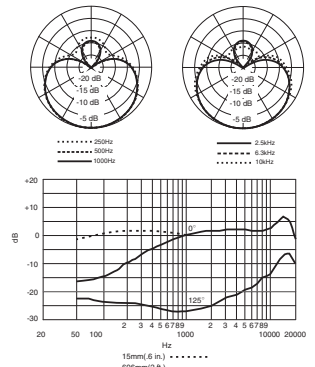 -20 dB
-15 dB
-10 dB
-5 dB
250Hz
500Hz
1000Hz
-20 dB
-15 dB
-10 dB
-5 dB
2.5kHz
6.3kHz
10kHz
+20
+10
0
-10
-20
-30
dB
0°
125°
2 3 4 5 6 7 8 9 2 3 4 5 6 7 8 9
20 50 100 1000 10000 20000
Hz
15mm(.6 in.)
606mm(2 ft.)